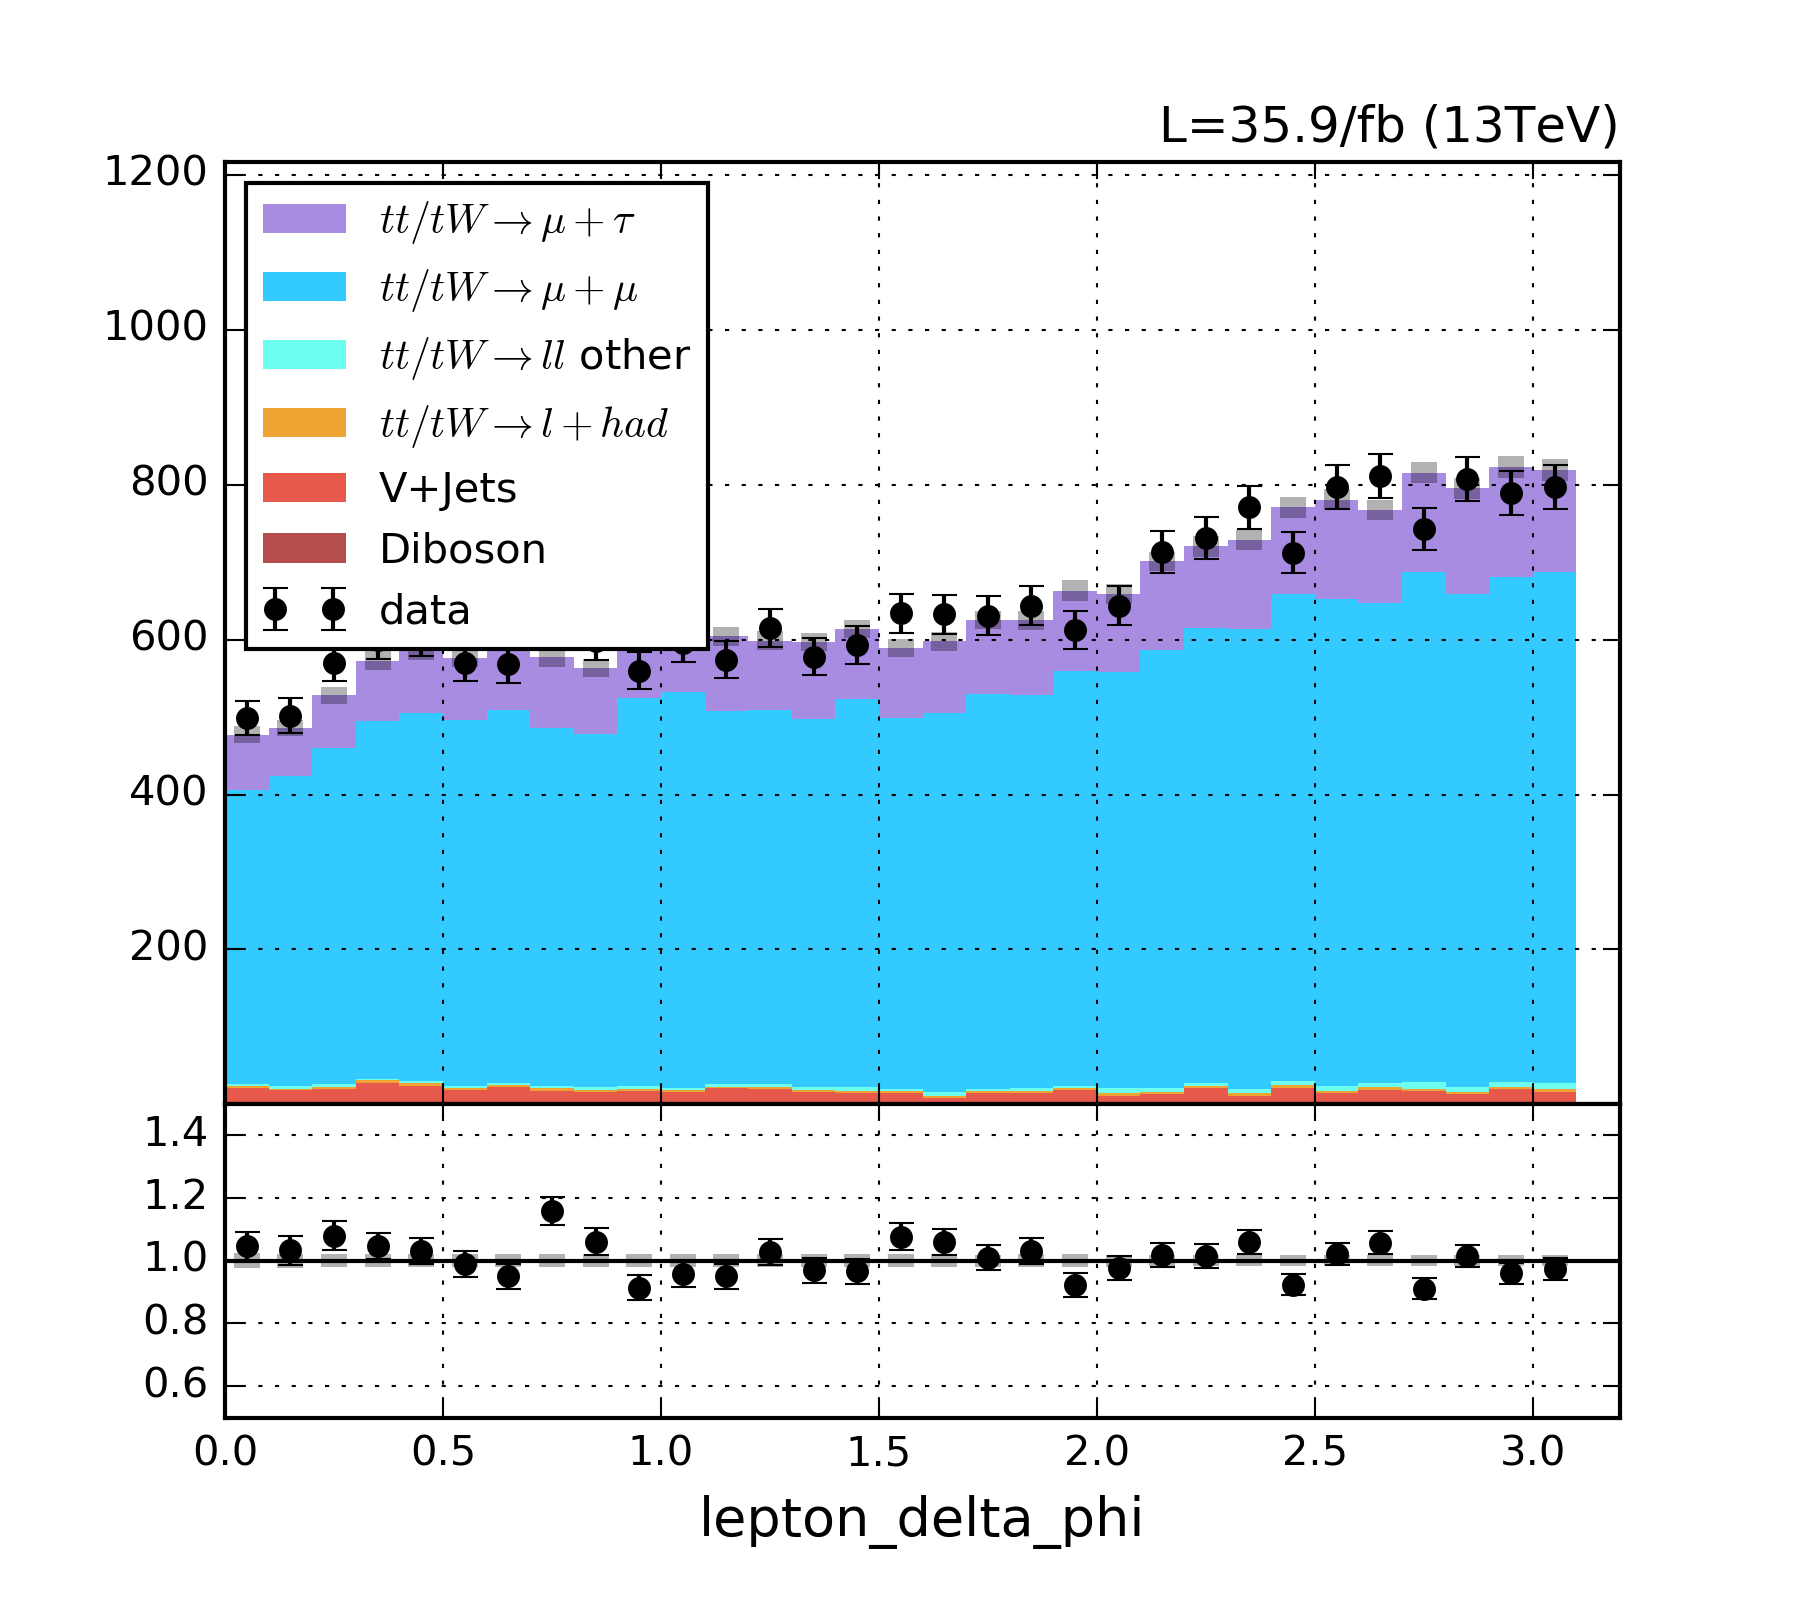 L=35.9/fb (13TeV)
1200
1000
800
600
400
200
tt/tW→μ+τ
tt/tW→μ+μ
tt/tW→ll other
tt/tW→l+had
V+Jets
Diboson
data
1.4
1.2
1.0
0.8
0.6
0.0 0.5 1.0 1.5 2.0 2.5 3.0
lepton_delta_phi